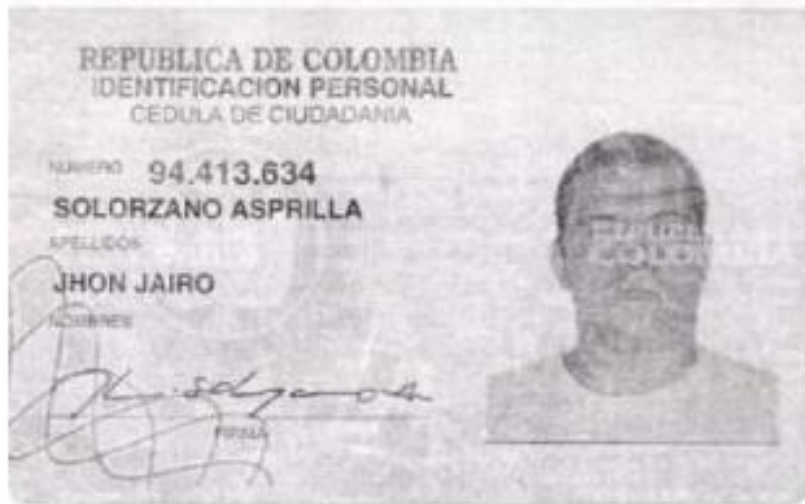 REPUBLICA DE COLOMBIA
IDENTIFICACION PERSONAL
CEDULA DE CIUDADANIA
NUMERO 94.413.634
SOLORZANO ASPRILLA
APELLIDOS
JHON JAIRO
NOMBRES
FIRMA
COLOMBIA